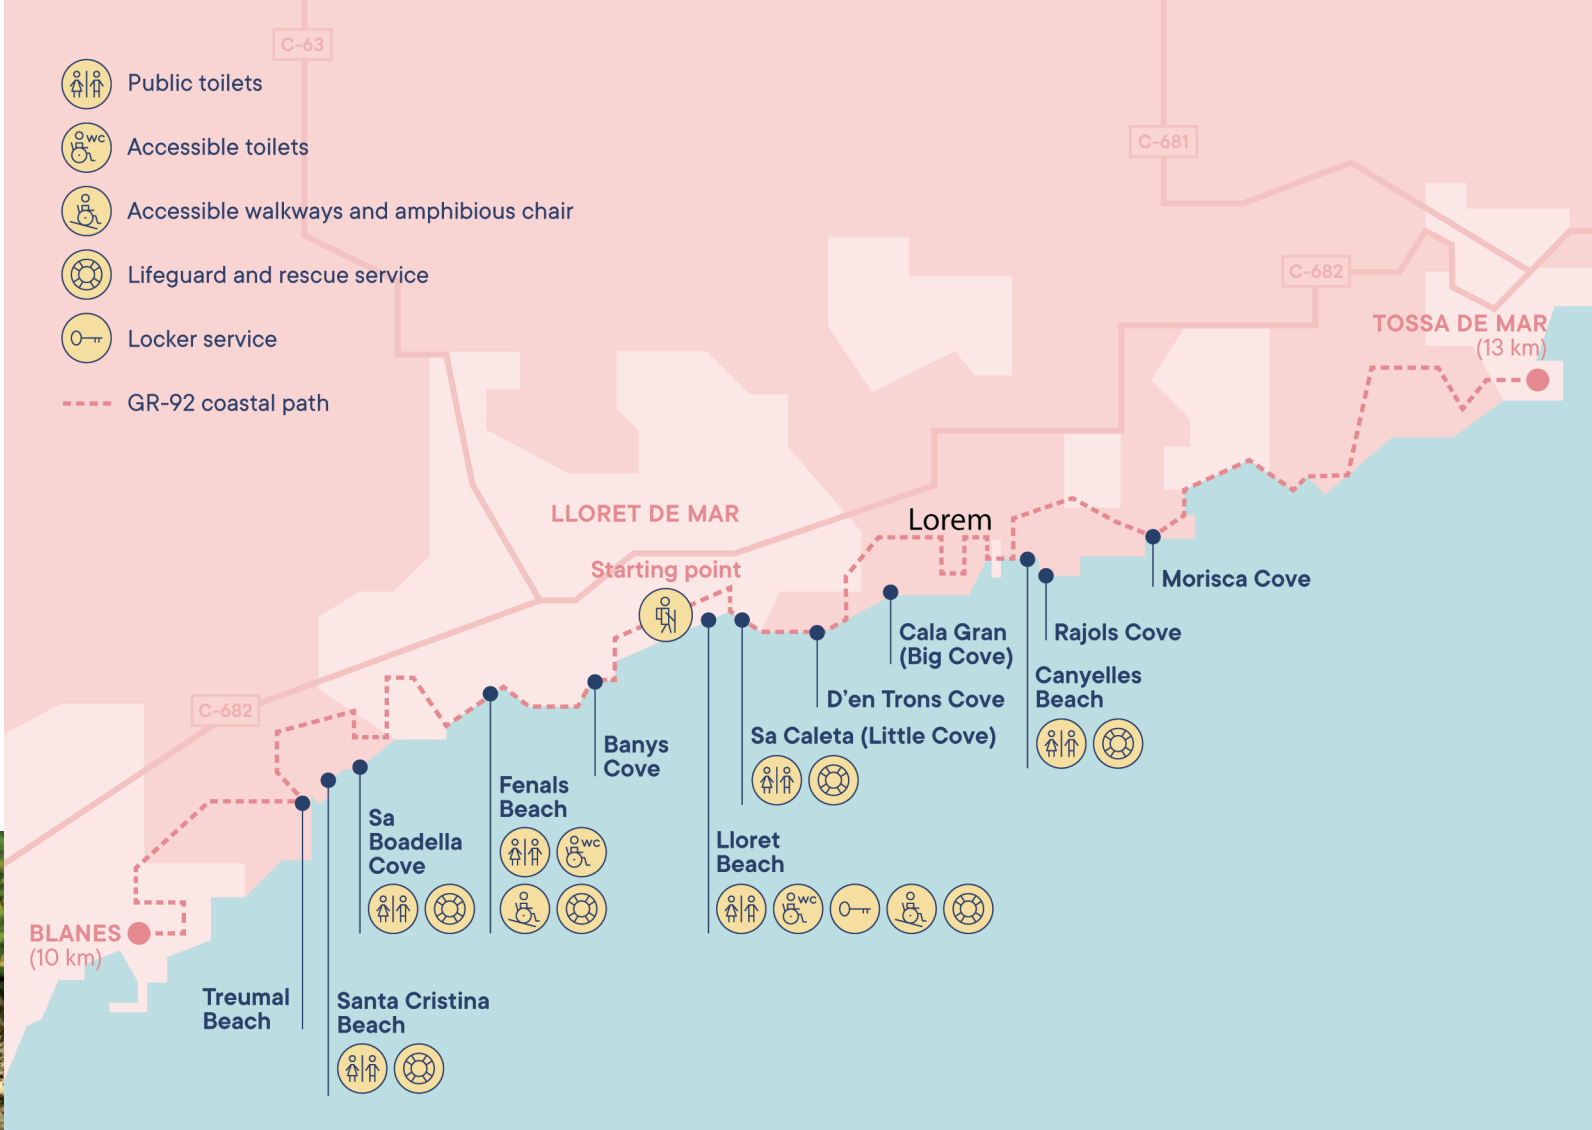 C-63
Public toilets
WC
Accessible toilets
C-681
Accessible walkways and amphibious chair
Lifeguard and rescue service
C-682
Locker service
TOSSA DE MAR
(13 km)
GR-92 coastal path
LLORET DE MAR
Lorem
Starting point
Morisca Cove
Cala Gran
(Big Cove)
Rajols Cove
Canyelles
Beach
D'en Trons Cove
C-682
Sa Caleta (Little Cove)
Banys
Cove
Fenals
Beach
WC
Sa
Boadella
Cove
Lloret
Beach
WC
BLANES
(10 km)
Treumal
Beach
Santa Cristina
Beach